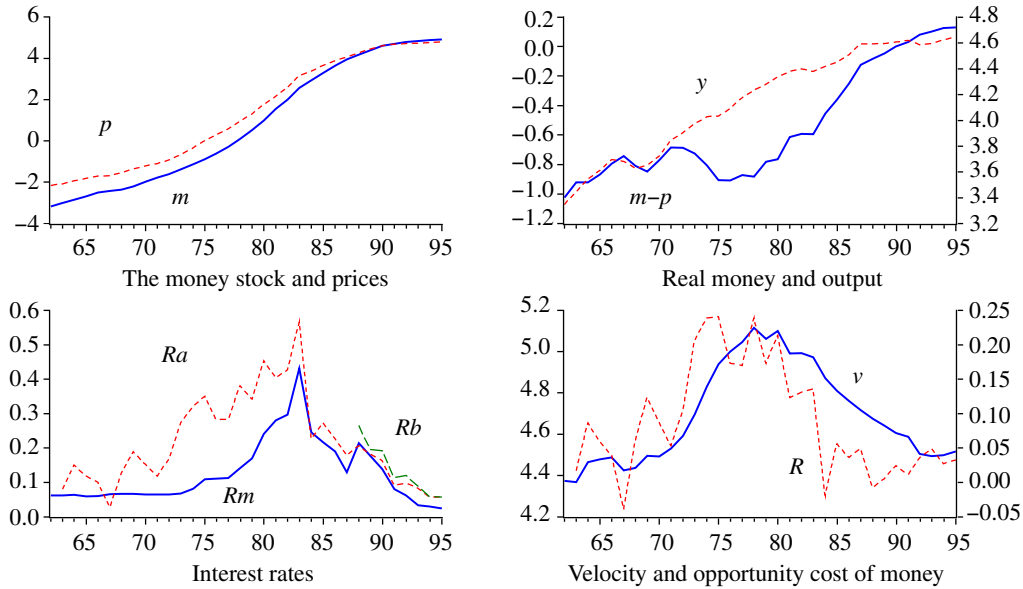 6
4
2
0
−2
−4
p
m
65 70 75 80 85 90 95
The money stock and prices
0.2
0.0
−0.2
−0.4
−0.6
−0.8
−1.0
−1.2
4.8
4.6
4.4
4.2
4.0
3.8
3.6
3.4
3.2
y
m−p
65 70 75 80 85 90 95
Real money and output
0.6
0.5
0.4
0.3
0.2
0.1
0.0
Ra
Rb
Rm
65 70 75 80 85 90 95
Interest rates
5.2
5.0
4.8
4.6
4.4
4.2
0.25
0.20
0.15
0.10
0.05
0.00
−0.05
v
R
65 70 75 80 85 90 95
Velocity and opportunity cost of money